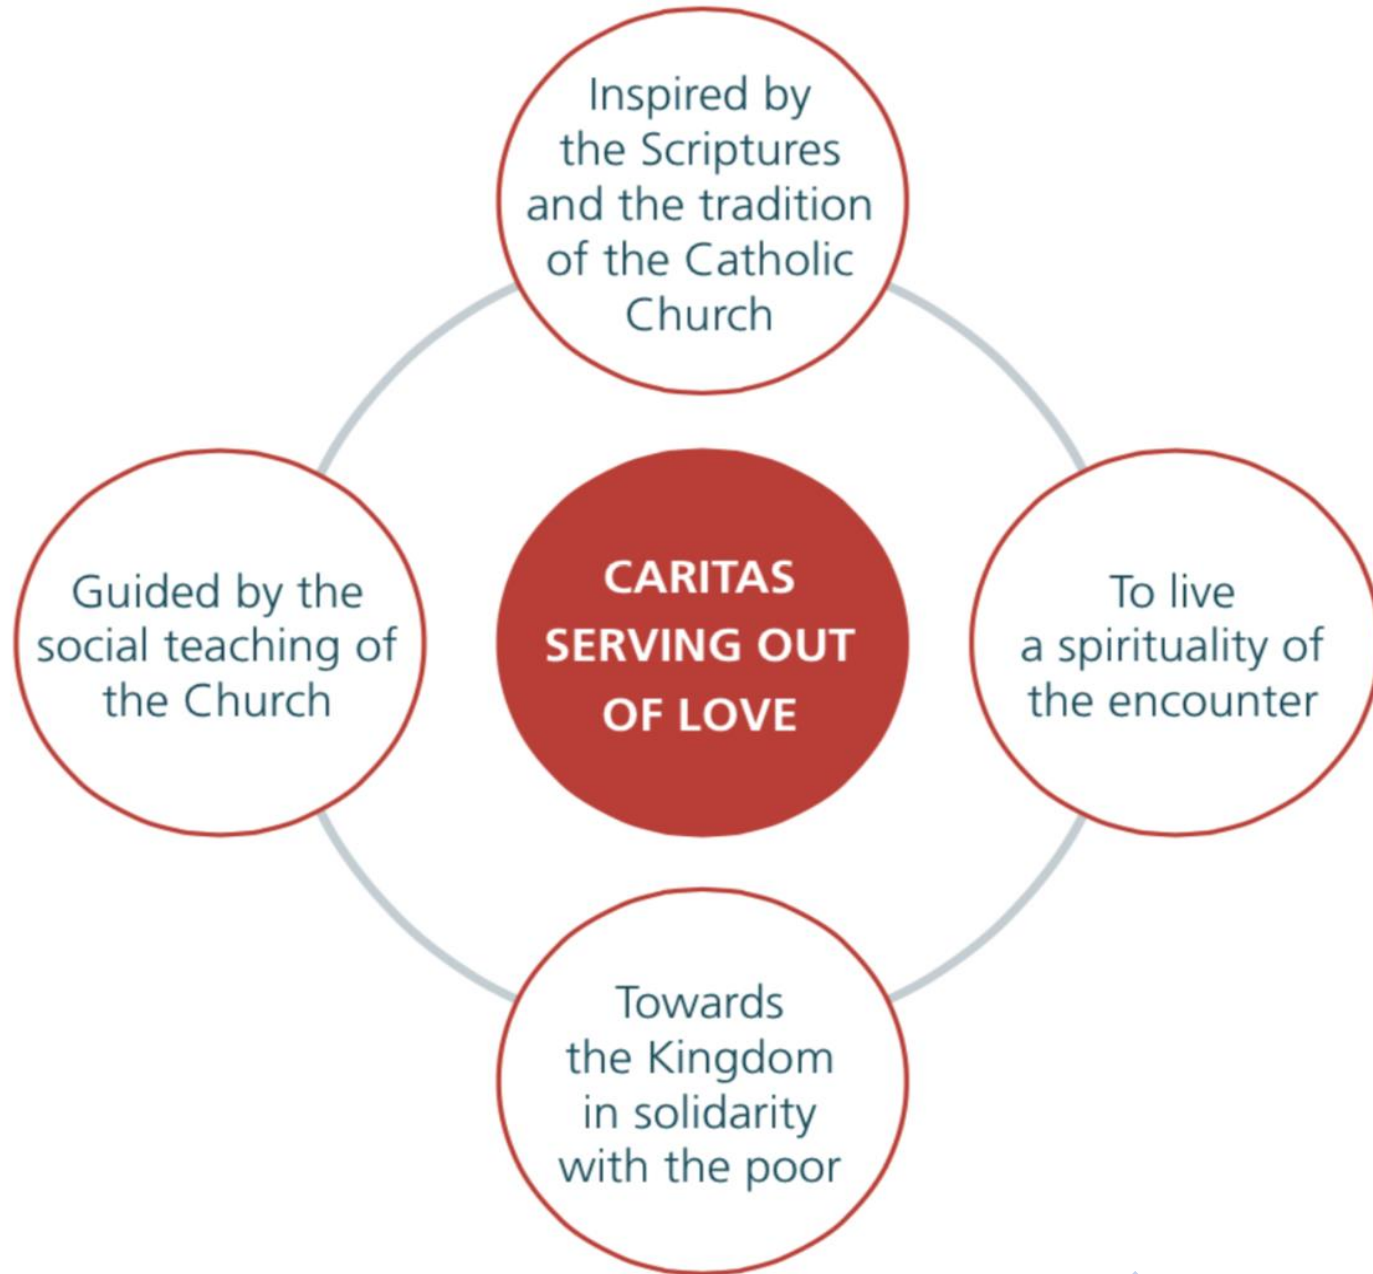 Inspired by
the Scriptures
and the tradition
of the Catholic
Church
Guided by the
social teaching of
the Church
CARITAS
SERVING OUT
OF LOVE
To live
a spirituality of
the encounter
Towards
the Kingdom
in solidarity
with the poor